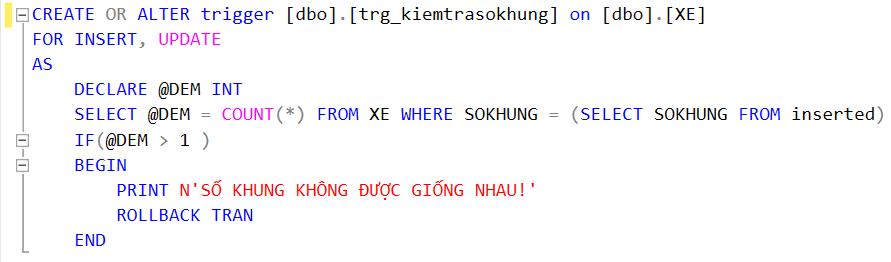 CREATE OR ALTER trigger [dbo].[trg_kiemtrasokhung] on [dbo].[XE]
FOR INSERT, UPDATE
AS
DECLARE @DEM INT
SELECT @DEM = COUNT(*) FROM XE WHERE SOKHUNG = (SELECT SOKHUNG FROM inserted)
IF(@DEM > 1 )
BEGIN
PRINT N'SỐ KHUNG KHÔNG ĐƯỢC GIỐNG NHAU!'
ROLLBACK TRAN
END